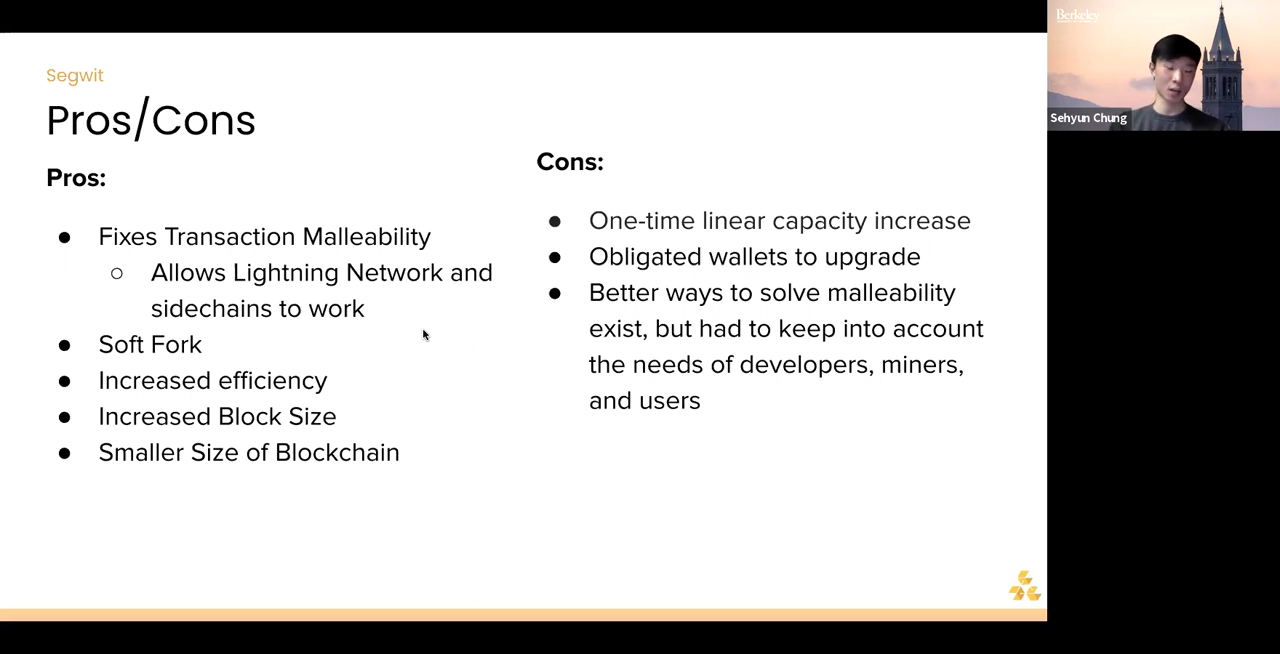 Segwit
Pros/Cons
Pros:
● Fixes Transaction Malleability
○ Allows Lightning Network and
sidechains to work
● Soft Fork
● Increased efficiency
● Increased Block Size
● Smaller Size of Blockchain
Cons:
● One-time linear capacity increase
● Obligated wallets to upgrade
● Better ways to solve malleability
exist, but had to keep into account
the needs of developers, miners,
and users
Berkeley
Sehyun Chung